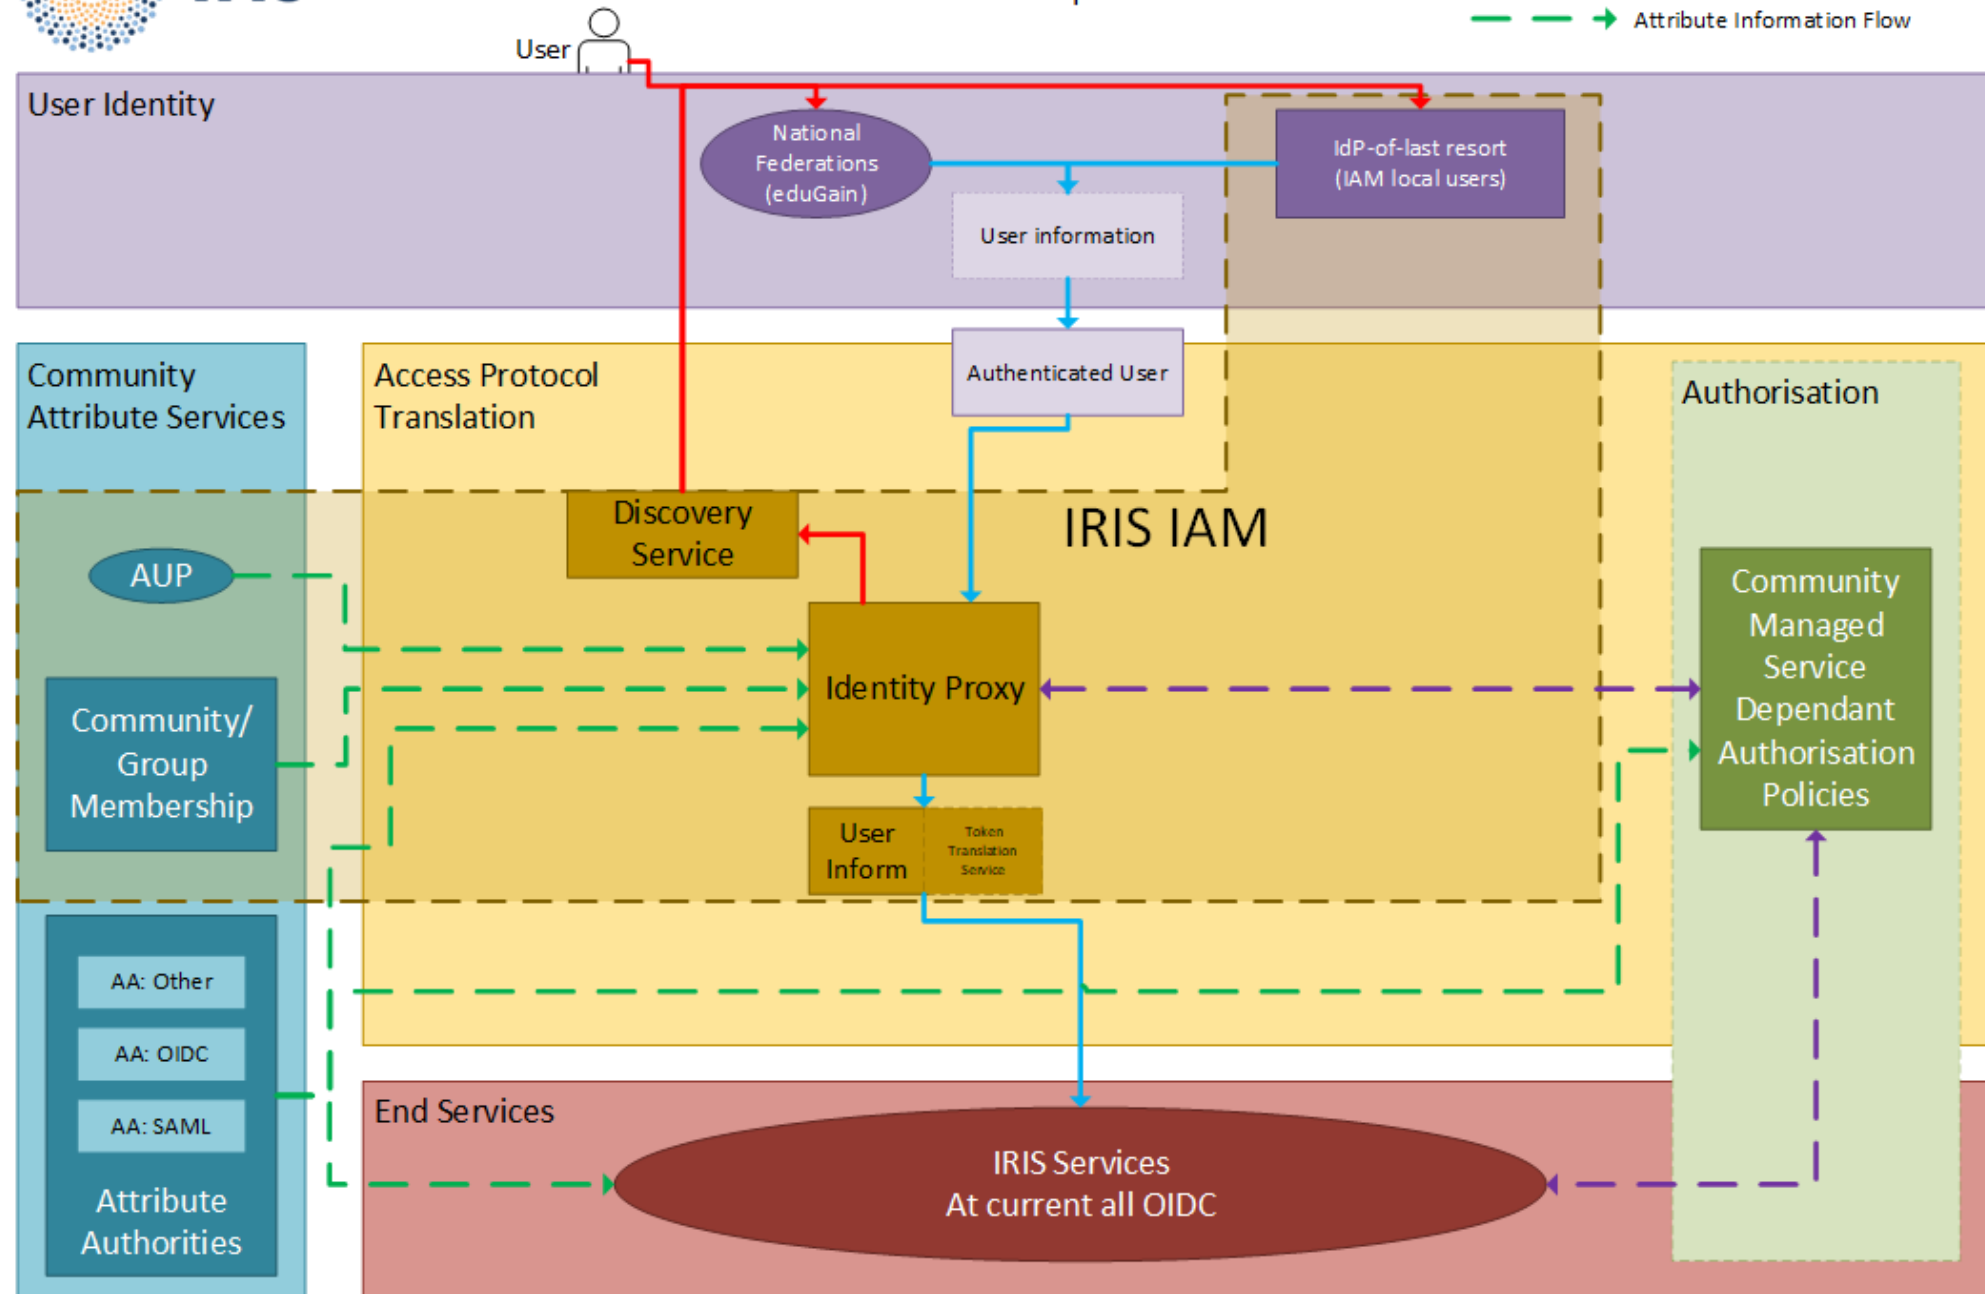 Attribute Information Flow
User
User Identity
National
Federations
(eduGain)
IdP-of-last resort
(IAM local users)
User information
Community
Attribute Services
Access Protocol
Translation
Authenticated User
Authorisation
Discovery
Service
IRIS IAM
AUP
Community
Managed
Service
Dependant
Authorisation
Policies
Identity Proxy
Community/
Group
Membership
User
Inform
Token
Translation
Service
AA: Other
AA: OIDC
AA: SAML
Attribute
Authorities
End Services
IRIS Services
At current all OIDC